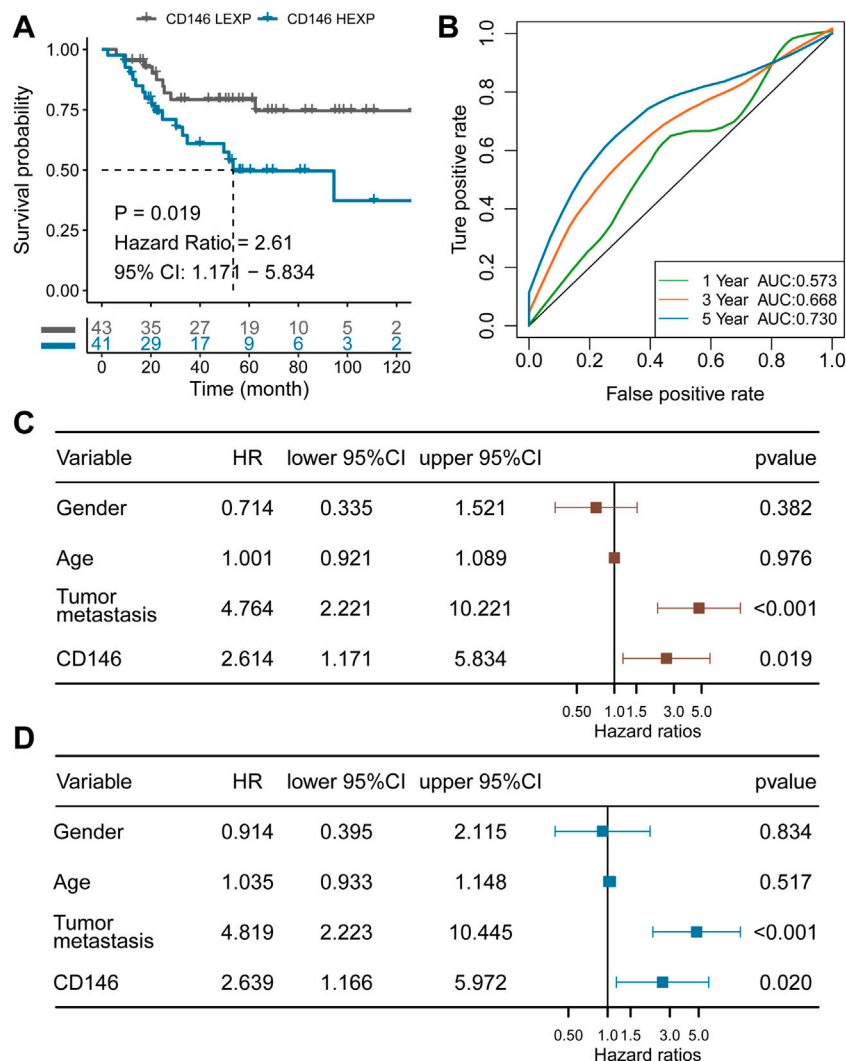 A
CD146 LEXP CD146 HEXP
Survival probability
1.00
0.75
0.50
0.25
0.00
P = 0.019
Hazard Ratio = 2.61
95% CI: 1.171 − 5.834
43 35 27 19 10 5 2
41 29 17 9 6 3 2
0 20 40 60 80 100 120
Time (month)
B
Ture positive rate
1.0
0.8
0.6
0.4
0.2
0.0
1 Year AUC:0.573
3 Year AUC:0.668
5 Year AUC:0.730
0.0 0.2 0.4 0.6 0.8 1.0
False positive rate
C
Variable HR lower 95%CI upper 95%CI pvalue
Gender 0.714 0.335 1.521 0.382
Age 1.001 0.921 1.089 0.976
Tumor
metastasis 4.764 2.221 10.221 <0.001
CD146 2.614 1.171 5.834 0.019
0.50 1.0 1.5 3.0 5.0
Hazard ratios
D
Variable HR lower 95%CI upper 95%CI pvalue
Gender 0.914 0.395 2.115 0.834
Age 1.035 0.933 1.148 0.517
Tumor
metastasis 4.819 2.223 10.445 <0.001
CD146 2.639 1.166 5.972 0.020
0.50 1.0 1.5 3.0 5.0
Hazard ratios